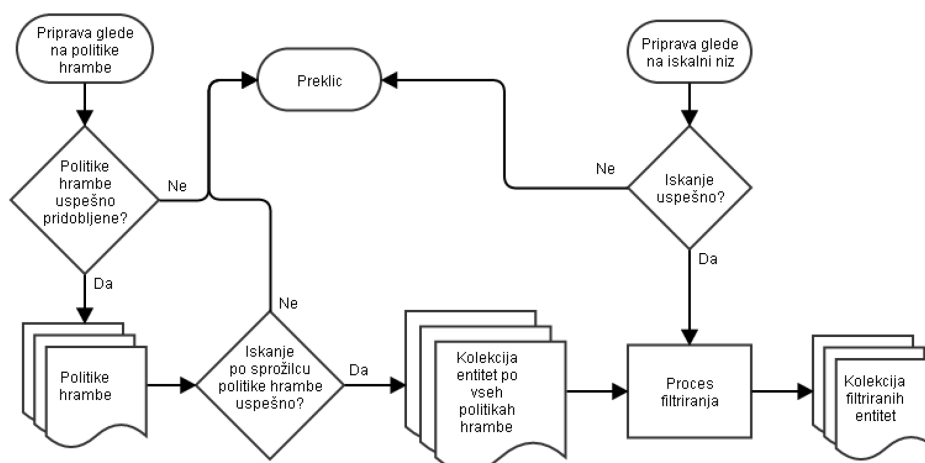 Priprava glede
na politike
hrambe
Preklic
Priprava glede
na iskalni niz
Politike
hrambe
uspešno
pridobljene?
Ne
Ne
Iskanje
uspešno?
Da
Da
Ne
Politike
hrambe
Iskanje
po sprožilcu
politike hrambe
uspešno?
Da
Kolekcija
entitet po
vseh
politikah
hrambe
Proces
filtriranja
Kolekcija
filtriranih
entitet